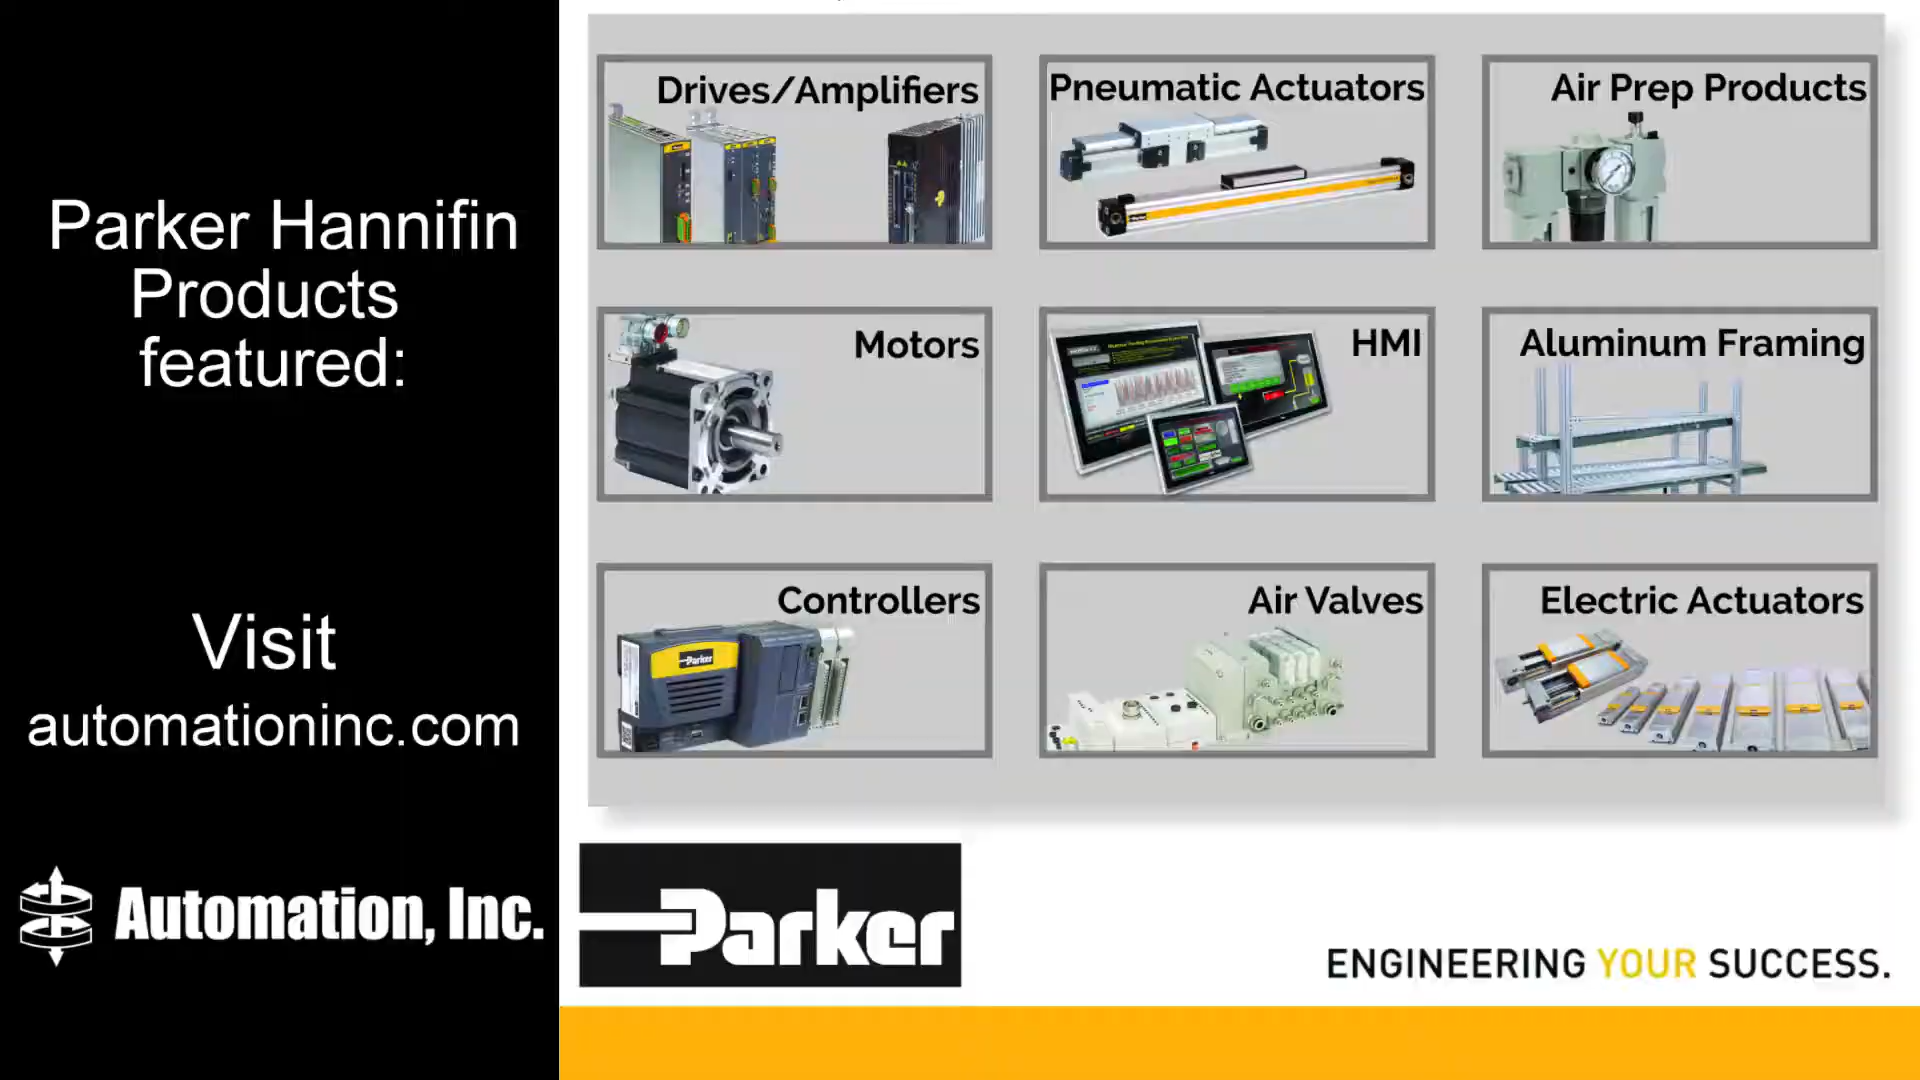 Parker Hannifin
Products
featured:
Visit
automationinc.com
Automation, Inc.
Drives/Amplifiers
Pneumatic Actuators
Air Prep Products
Motors
HMI
Aluminum Framing
Controllers
Parker
Air Valves
Electric Actuators
Parker
ENGINEERING YOUR SUCCESS.